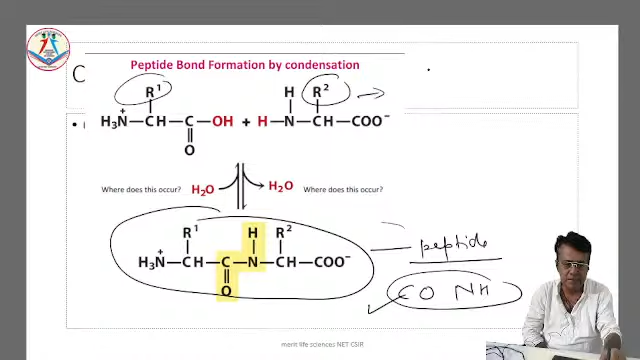 Peptide Bond Formation by condensation
R¹ H R²
H₃N⁺—CH—C—OH + H—N—CH—COO⁻
O
Where does this occur? H₂O H₂O Where does this occur?
R¹ H R²
H₃N⁺—CH—C—N—CH—COO⁻
O
peptide
CO NH
merit life sciences NET CSIR